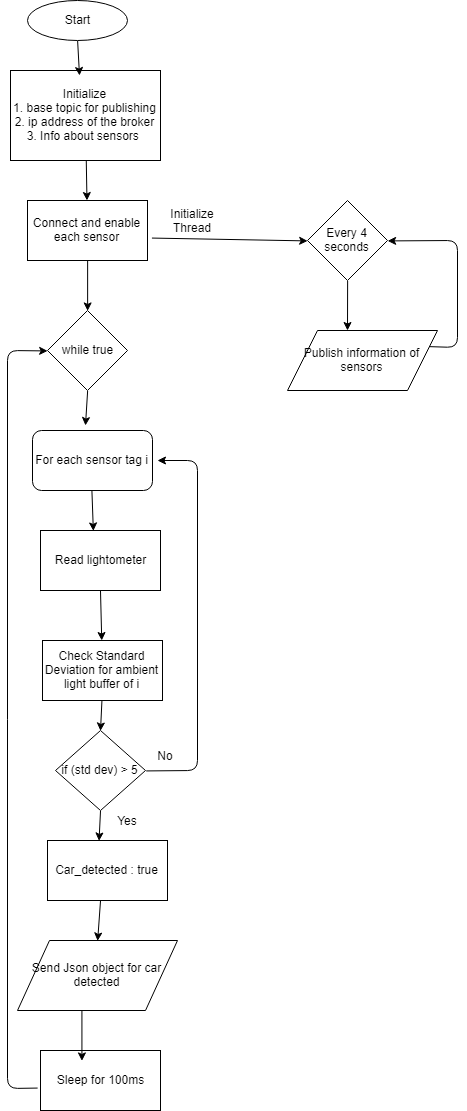 Start
Initialize
1. base topic for publishing
2. ip address of the broker
3. Info about sensors
Connect and enable
each sensor
Initialize
Thread
Every 4
seconds
Publish information of
sensors
while true
For each sensor tag i
Read lightometer
Check Standard
Deviation for ambient
light buffer of i
if (std dev) > 5
No
Yes
Car_detected : true
Send Json object for car
detected
Sleep for 100ms